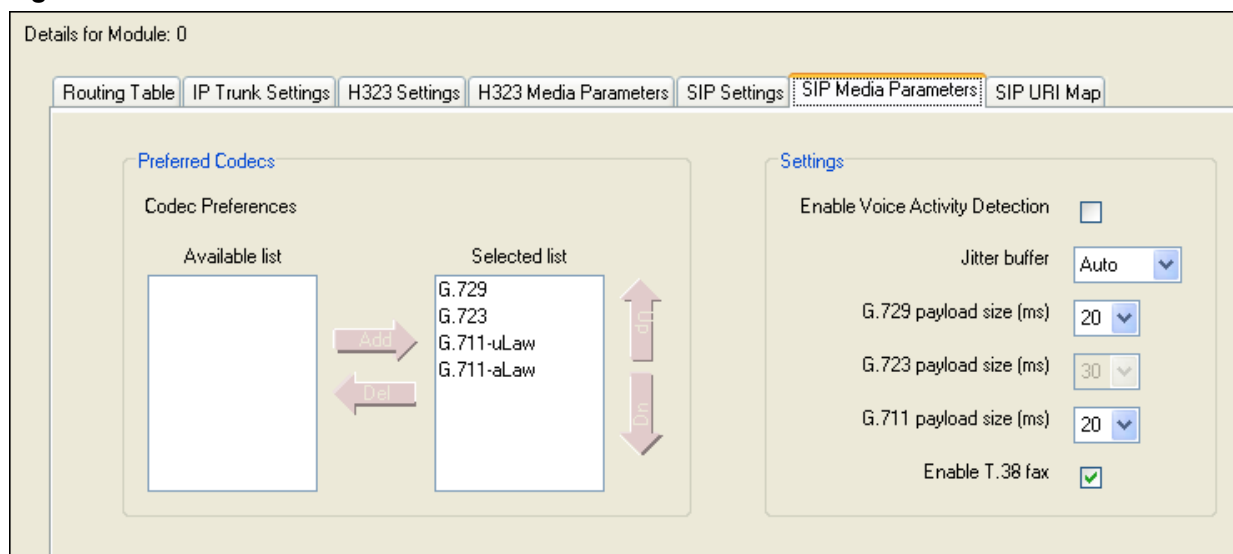 Details for Module: 0
Routing Table IP Trunk Settings H323 Settings H323 Media Parameters SIP Settings SIP Media Parameters SIP URI Map
Preferred Codecs
Codec Preferences
Available list
Selected list
G.729
G.723
G.711-uLaw
G.711-aLaw
Add
Del
Up
Dn
Settings
Enable Voice Activity Detection
Jitter buffer Auto
G.729 payload size (ms) 20
G.723 payload size (ms) 30
G.711 payload size (ms) 20
Enable T.38 fax